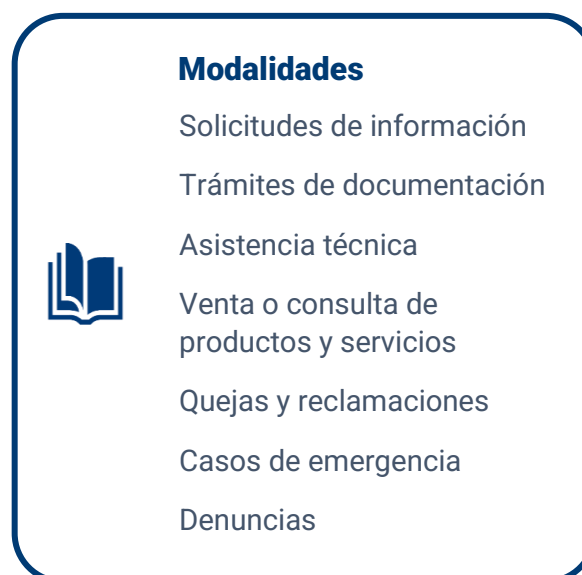 Modalidades
Solicitudes de información
Trámites de documentación
Asistencia técnica
Venta o consulta de
productos y servicios
Quejas y reclamaciones
Casos de emergencia
Denuncias